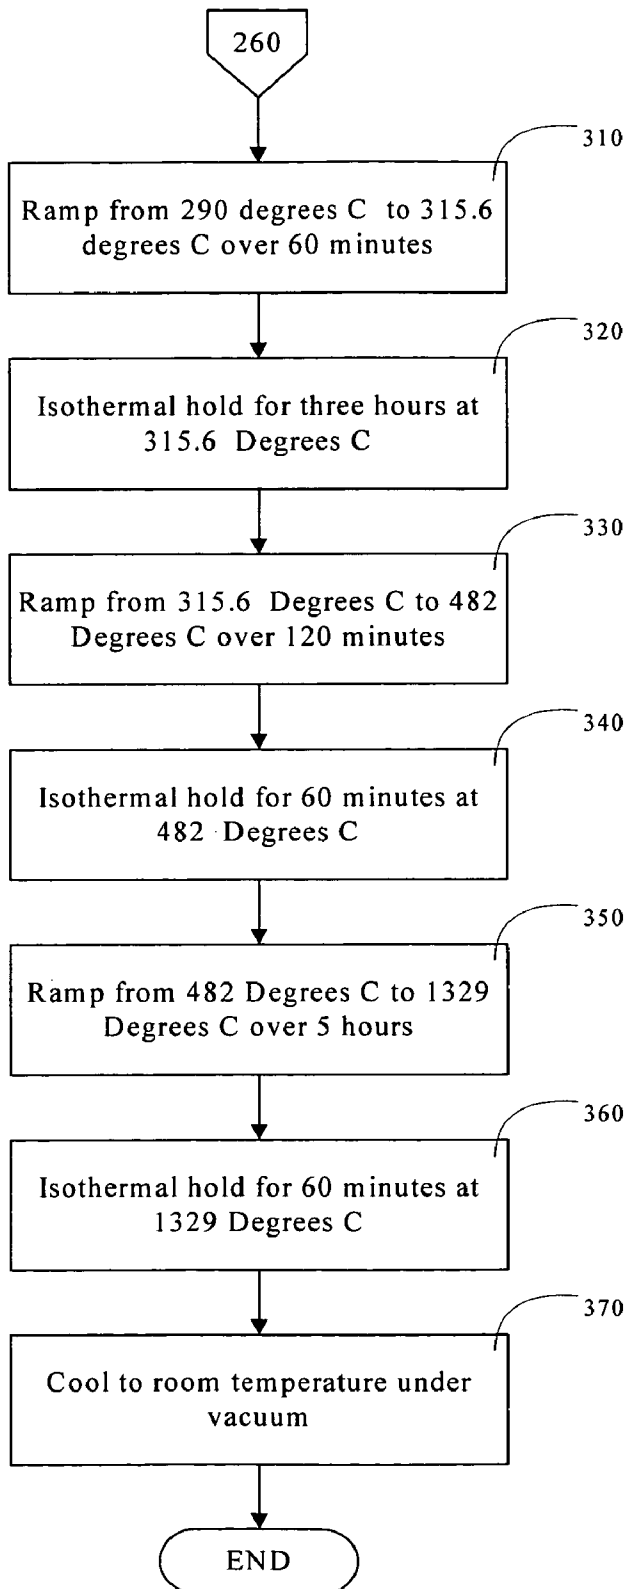 260
310
Ramp from 290 degrees C to 315.6
degrees C over 60 minutes
320
Isothermal hold for three hours at
315.6 Degrees C
330
Ramp from 315.6 Degrees C to 482
Degrees C over 120 minutes
340
Isothermal hold for 60 minutes at
482 Degrees C
350
Ramp from 482 Degrees C to 1329
Degrees C over 5 hours
360
Isothermal hold for 60 minutes at
1329 Degrees C
370
Cool to room temperature under
vacuum
END